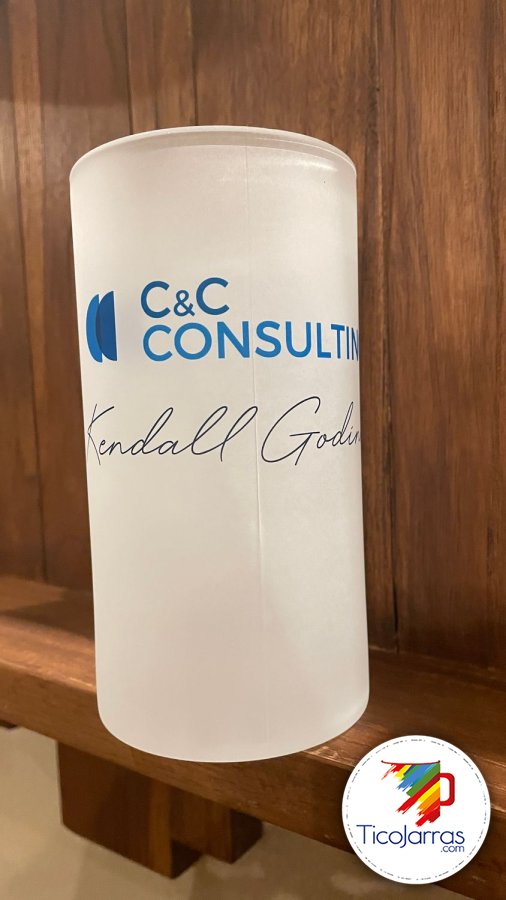 C&C
CONSULTIN
Kendall Godin
TicoJarras
.com